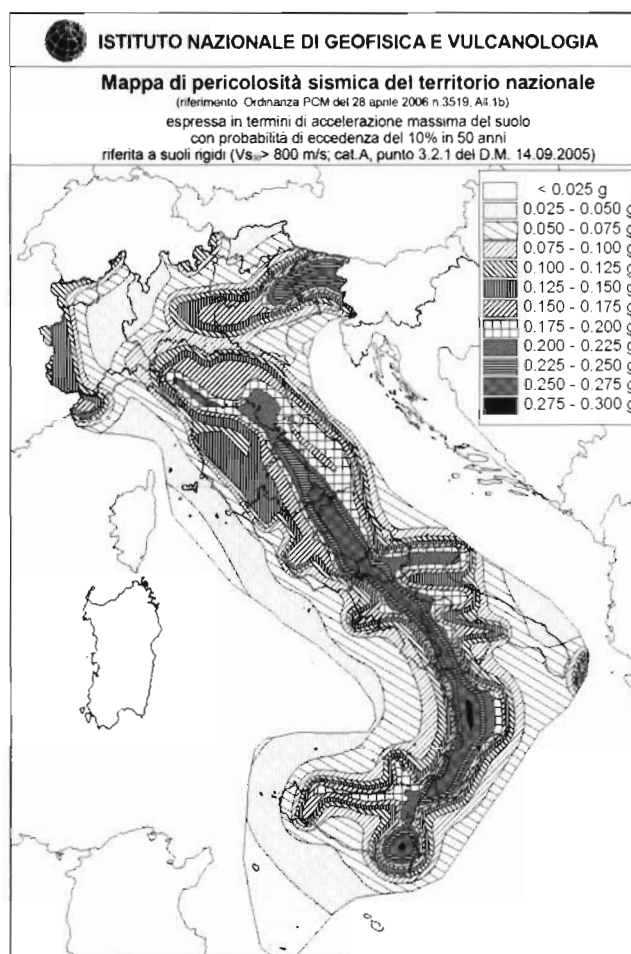 ISTITUTO NAZIONALE DI GEOFISICA E VULCANOLOGIA
Mappa di pericolosità sismica del territorio nazionale
(riferimento Ordinanza PCM del 28 aprile 2006 n.3519, All.1b)
espressa in termini di accelerazione massima del suolo
con probabilità di eccedenza del 10% in 50 anni
riferita a suoli rigidi (Vs30> 800 m/s; cat.A, punto 3.2.1 del D.M. 14.09.2005)
< 0.025 g
0.025 - 0.050 g
0.050 - 0.075 g
0.075 - 0.100 g
0.100 - 0.125 g
0.125 - 0.150 g
0.150 - 0.175 g
0.175 - 0.200 g
0.200 - 0.225 g
0.225 - 0.250 g
0.250 - 0.275 g
0.275 - 0.300 g